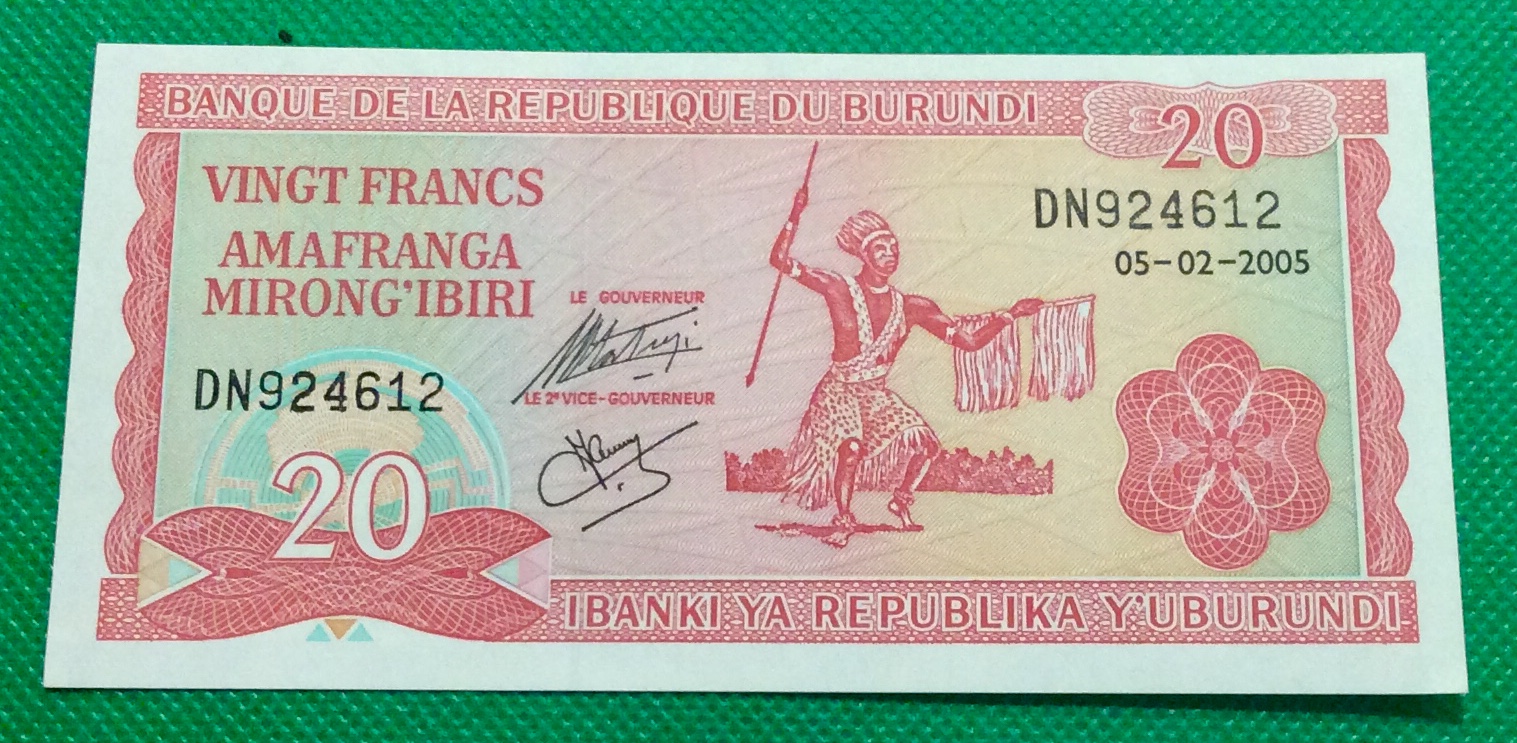 BANQUE DE LA REPUBLIQUE DU BURUNDI
20
VINGT FRANCS
AMAFRANGA
MIRONG'IBIRI
DN924612
05-02-2005
LE GOUVERNEUR
LE 2e VICE-GOUVERNEUR
DN924612
20
IBANKI YA REPUBLIKA Y'UBURUNDI